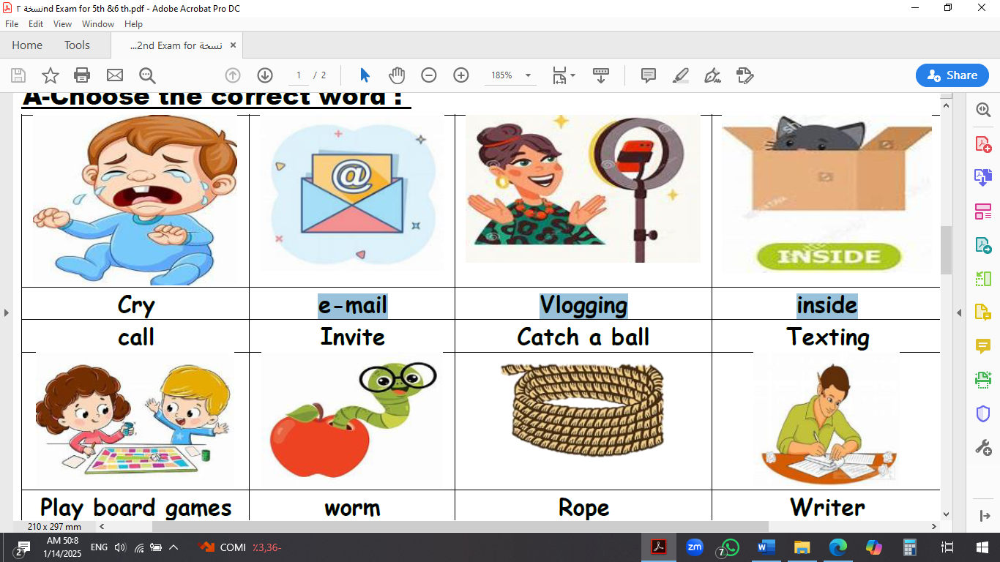 نسخة ٢nd Exam for 5th &6 th.pdf - Adobe Acrobat Pro DC
File Edit View Window Help
Home Tools ...2nd Exam for نسخة
1 / 2 185% Share
A-Choose the correct word :
INSIDE
Cry e-mail Vlogging inside
call Invite Catch a ball Texting
Play board games worm Rope Writer
210 x 297 mm
2 AM 50:8 ENG COMI ٪3,36- zm 7
1/14/2025